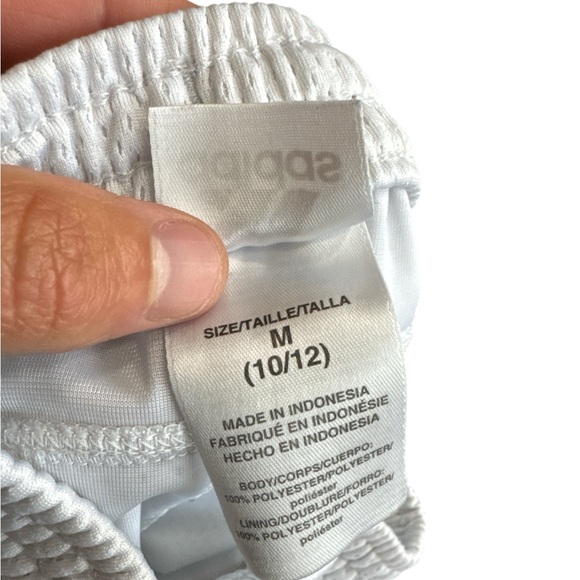 adidas
SIZE/TAILLE/TALLA
M
(10/12)
MADE IN INDONESIA
FABRIQUÉ EN INDONÉSIE
HECHO EN INDONESIA
BODY/CORPS/CUERPO:
100% POLYESTER/POLYESTER/
poliéster
LINING/DOUBLURE/FORRO:
100% POLYESTER/POLYESTER/
poliéster